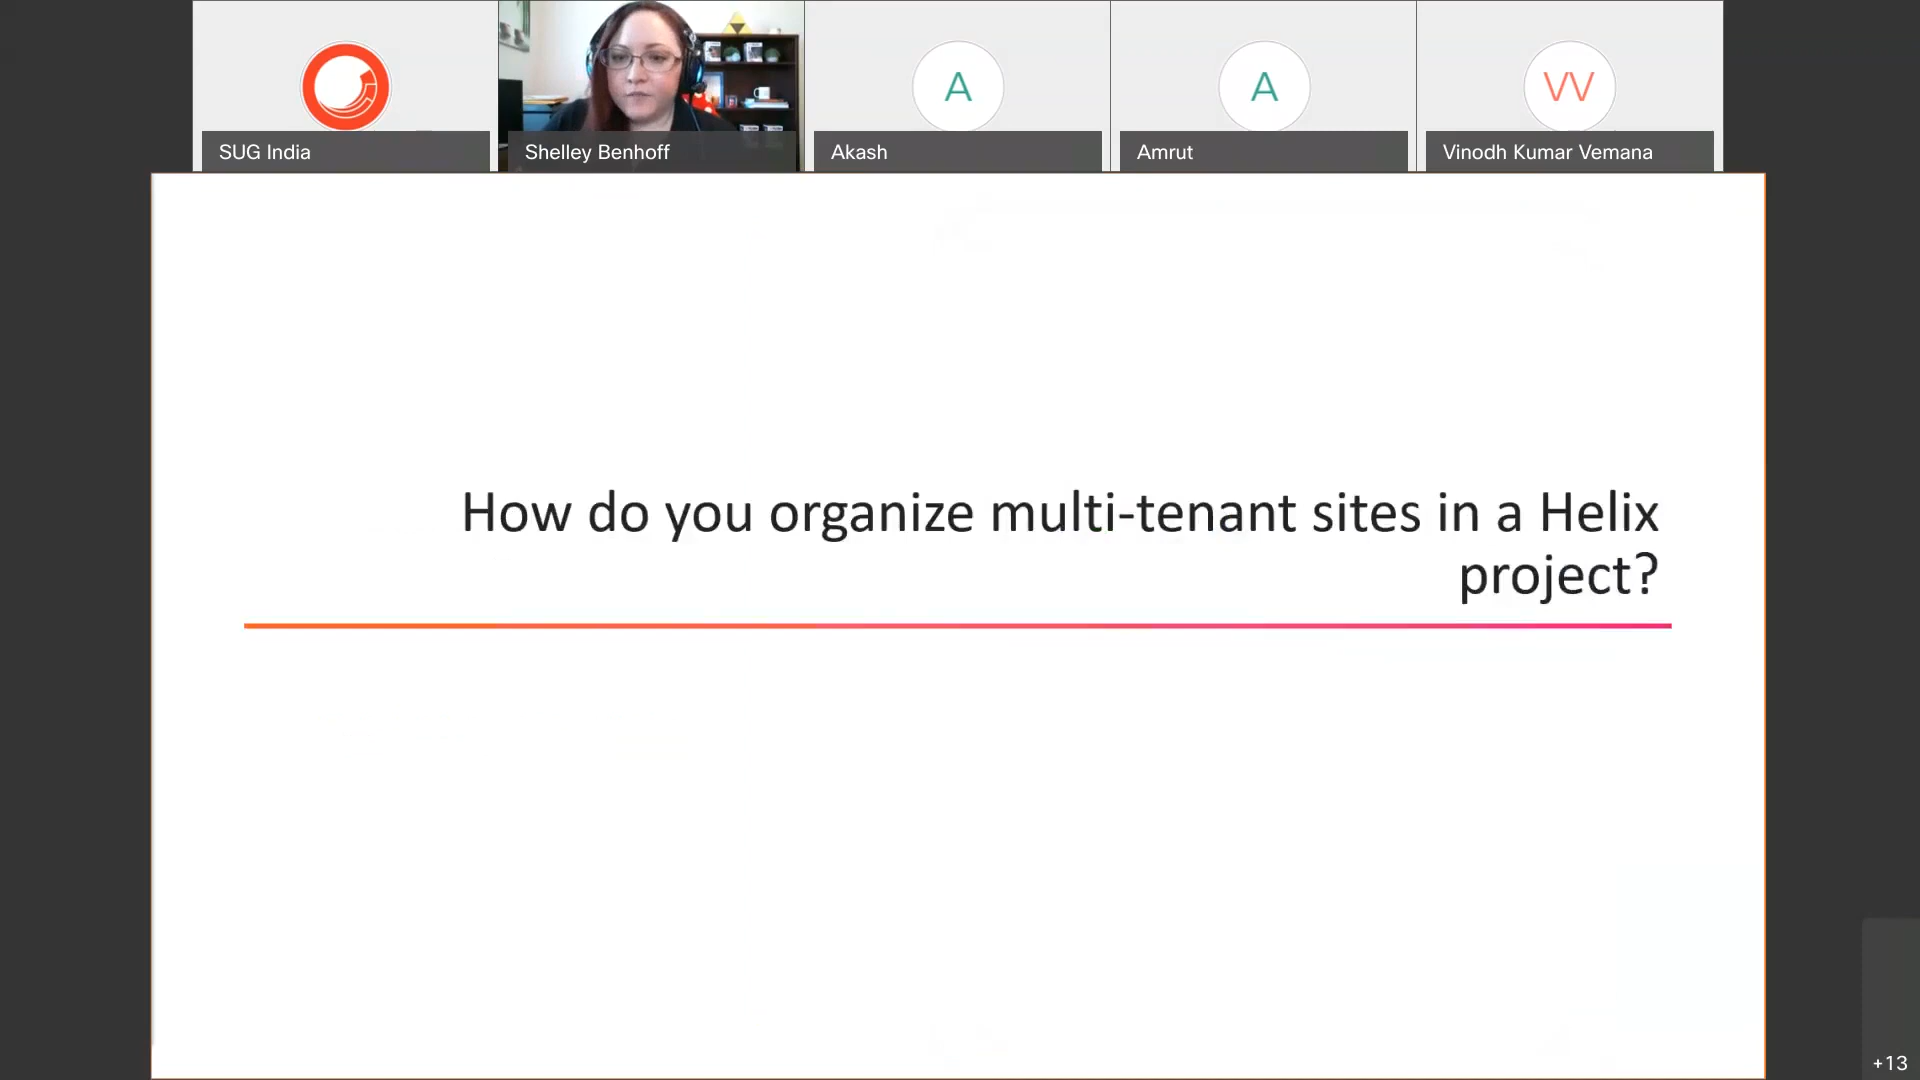 A
A
VV
SUG India
Shelley Benhoff
Akash
Amrut
Vinodh Kumar Vemana
How do you organize multi-tenant sites in a Helix
project?
+13